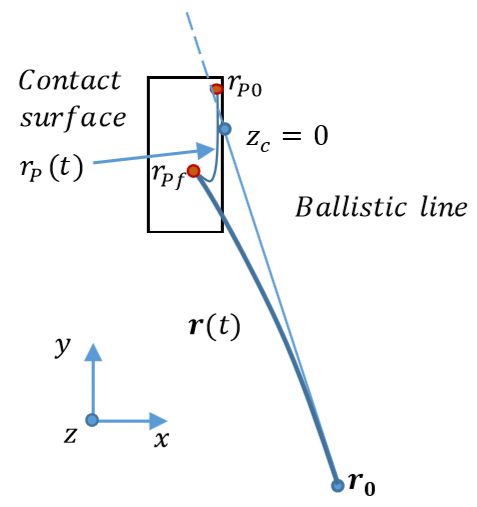 Contact
surface
r_{P0}
z_c = 0
r_P(t)
r_{Pf}
Ballistic line
r(t)
y
z
x
r_0